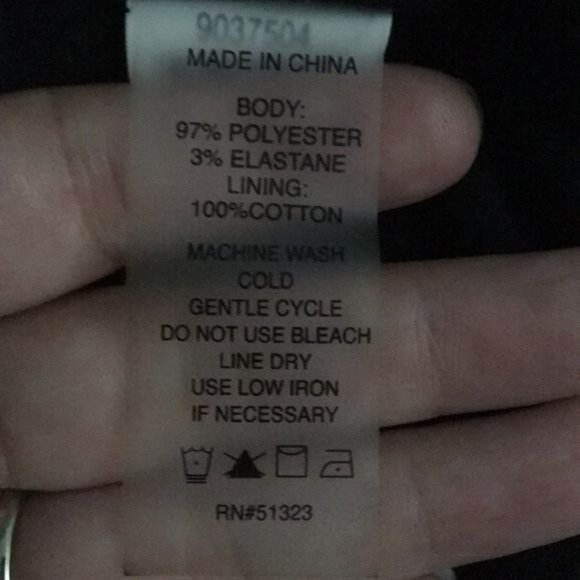 9037504
MADE IN CHINA
BODY:
97% POLYESTER
3% ELASTANE
LINING:
100%COTTON
MACHINE WASH
COLD
GENTLE CYCLE
DO NOT USE BLEACH
LINE DRY
USE LOW IRON
IF NECESSARY
RN#51323